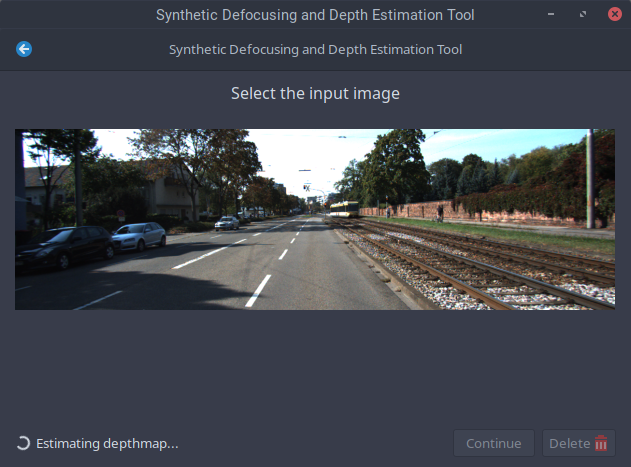 Synthetic Defocusing and Depth Estimation Tool
Synthetic Defocusing and Depth Estimation Tool
Select the input image
Estimating depthmap...
Continue
Delete